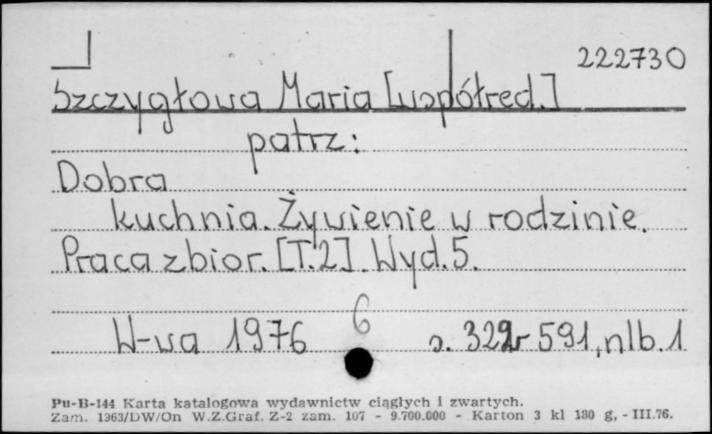 222730
Szczygłowa Maria [współred.]
patrz:
Dobra
kuchnia. Żywienie w rodzinie.
Praca zbior. [T.2]. Wyd. 5.
6
W-wa 1976 s. 591, nlb. 1
Pu-B-144 Karta katalogowa wydawnictw ciągłych i zwartych.
Zam. 1363/DW/On W.Z.Graf. Z-2 zam. 107 - 9.700.000 - Karton 3 kl 180 g, - III.76.